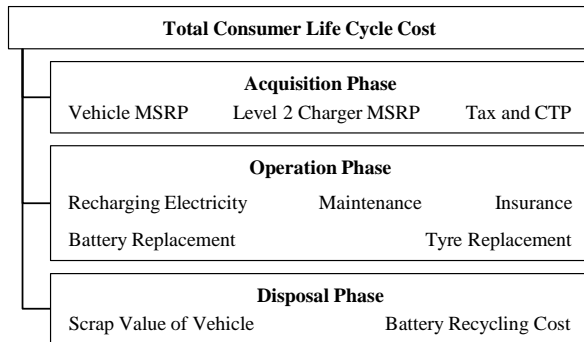 Total Consumer Life Cycle Cost
Acquisition Phase
Vehicle MSRP Level 2 Charger MSRP Tax and CTP
Operation Phase
Recharging Electricity Maintenance Insurance
Battery Replacement Tyre Replacement
Disposal Phase
Scrap Value of Vehicle Battery Recycling Cost